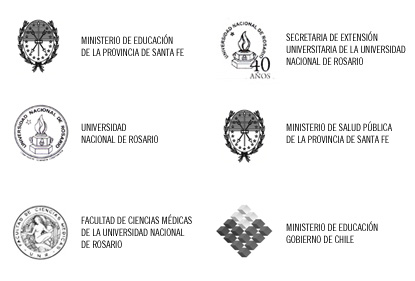 MINISTERIO DE EDUCACIÓN
DE LA PROVINCIA DE SANTA FE
UNIVERSIDAD NACIONAL DE ROSARIO
40
AÑOS
SECRETARIA DE EXTENSIÓN
UNIVERSITARIA DE LA UNIVERSIDAD
NACIONAL DE ROSARIO
UNIVERSIDAD NACIONAL DE ROSARIO
UNIVERSIDAD
NACIONAL DE ROSARIO
MINISTERIO DE SALUD PÚBLICA
DE LA PROVINCIA DE SANTA FE
FACULTAD DE CIENCIAS MÉDICAS
UNR
FACULTAD DE CIENCIAS MÉDICAS
DE LA UNIVERSIDAD NACIONAL
DE ROSARIO
MINISTERIO DE EDUCACIÓN
GOBIERNO DE CHILE